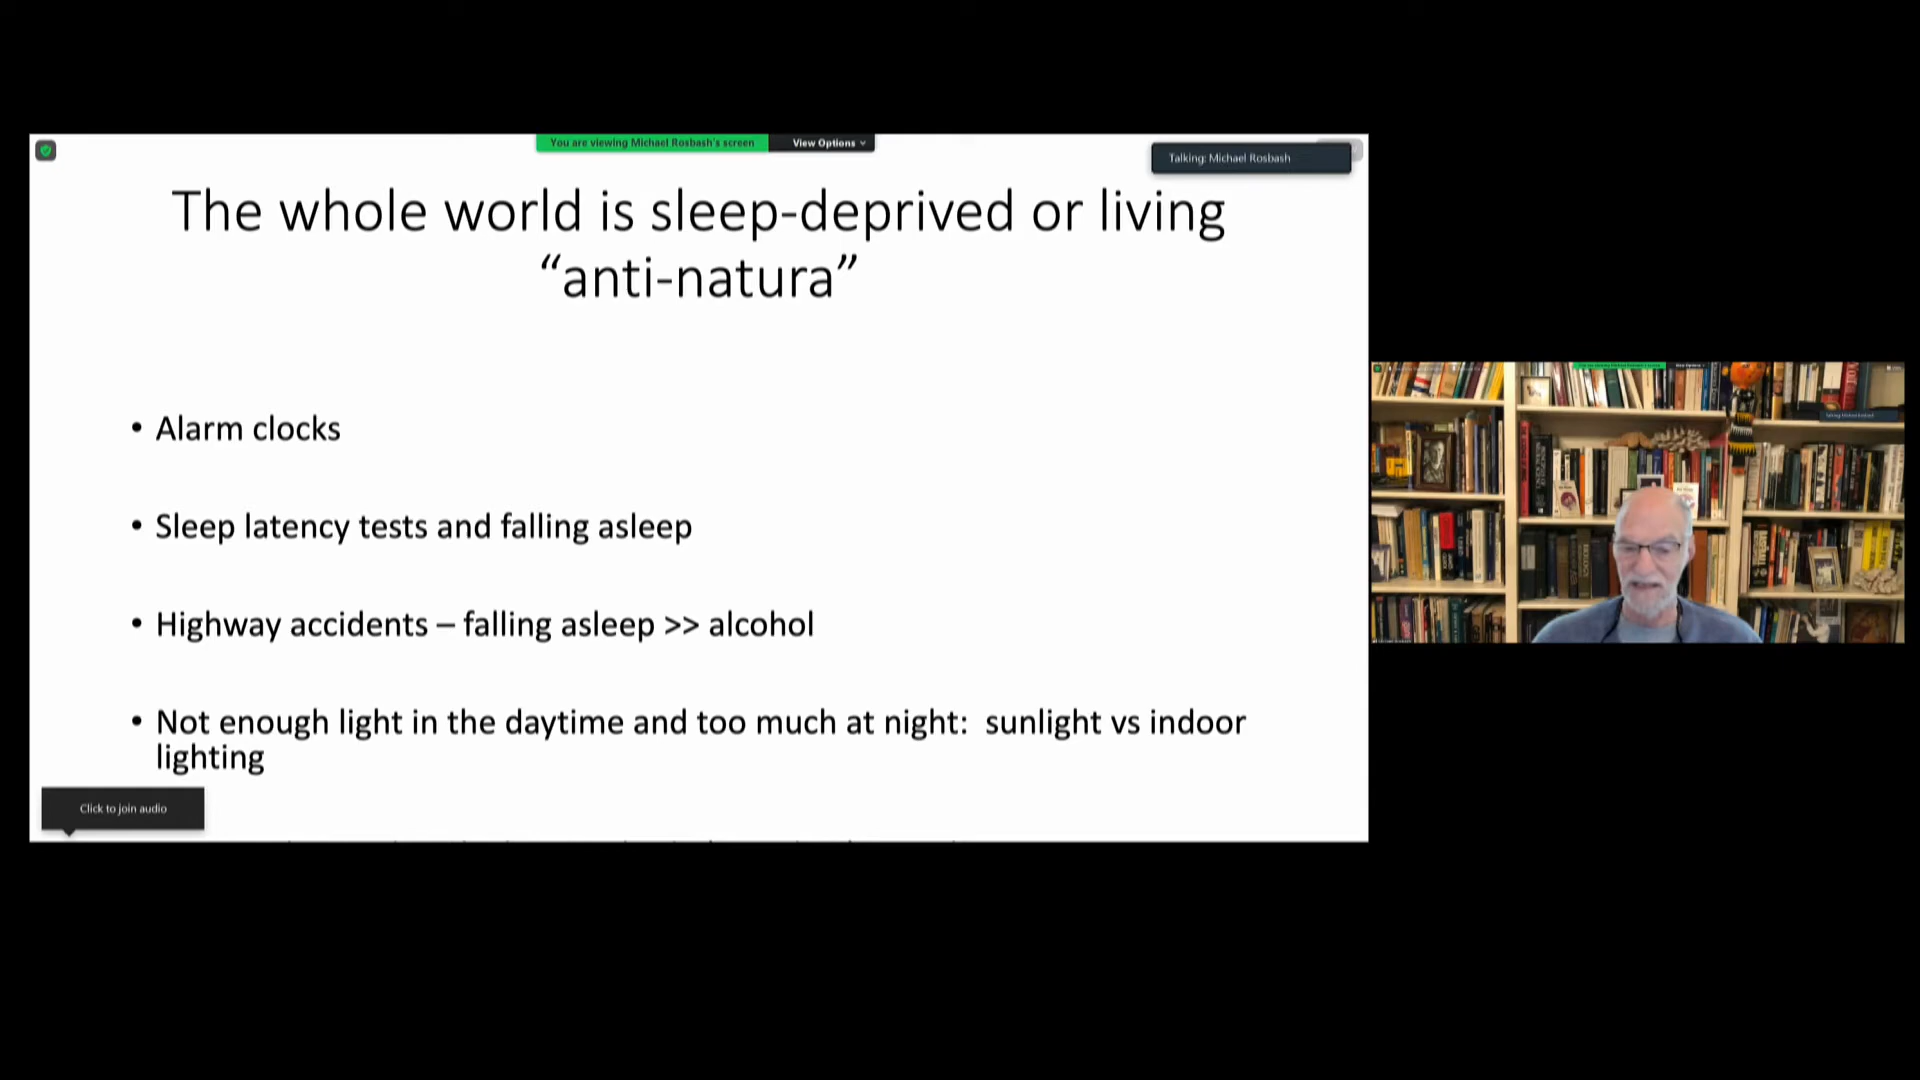 You are viewing Michael Rosbash's screen
View Options
Talking: Michael Rosbash
The whole world is sleep-deprived or living
“anti-natura”
• Alarm clocks
• Sleep latency tests and falling asleep
• Highway accidents – falling asleep >> alcohol
• Not enough light in the daytime and too much at night:  sunlight vs indoor
lighting
Click to join audio